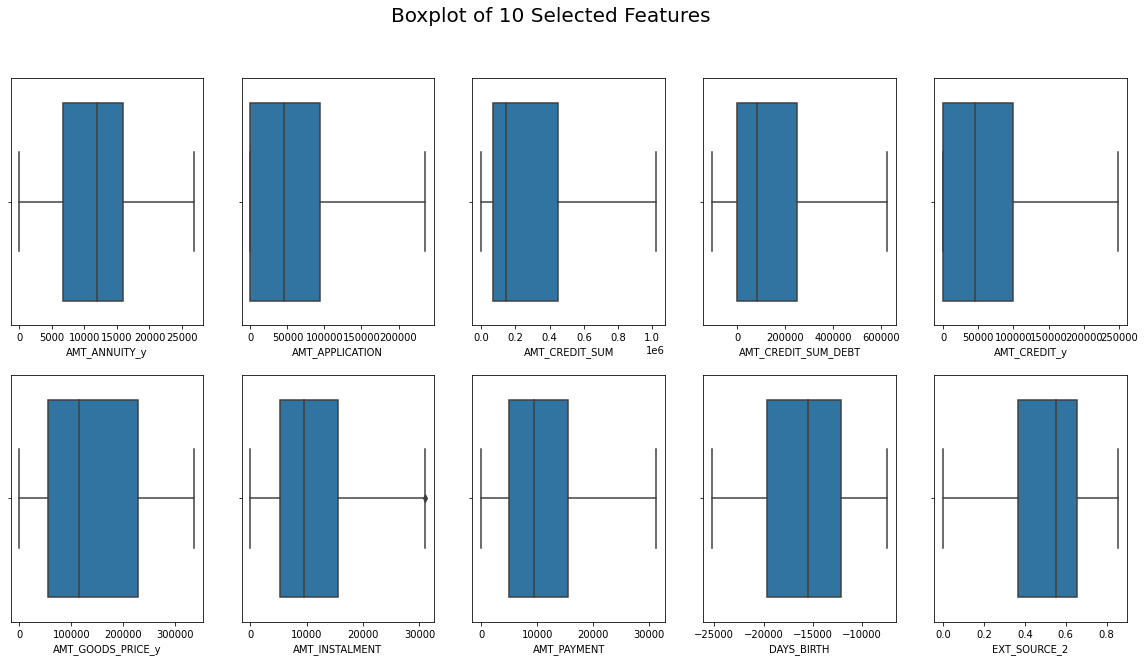 Boxplot of 10 Selected Features
0 5000 10000 15000 20000 25000
AMT_ANNUITY_y
0 50000 100000 150000 200000
AMT_APPLICATION
0.0 0.2 0.4 0.6 0.8 1.0
1e6
AMT_CREDIT_SUM
0 200000 400000 600000
AMT_CREDIT_SUM_DEBT
0 50000 100000 150000 200000 250000
AMT_CREDIT_y
0 100000 200000 300000
AMT_GOODS_PRICE_y
0 10000 20000 30000
AMT_INSTALMENT
0 10000 20000 30000
AMT_PAYMENT
−25000 −20000 −15000 −10000
DAYS_BIRTH
0.0 0.2 0.4 0.6 0.8
EXT_SOURCE_2